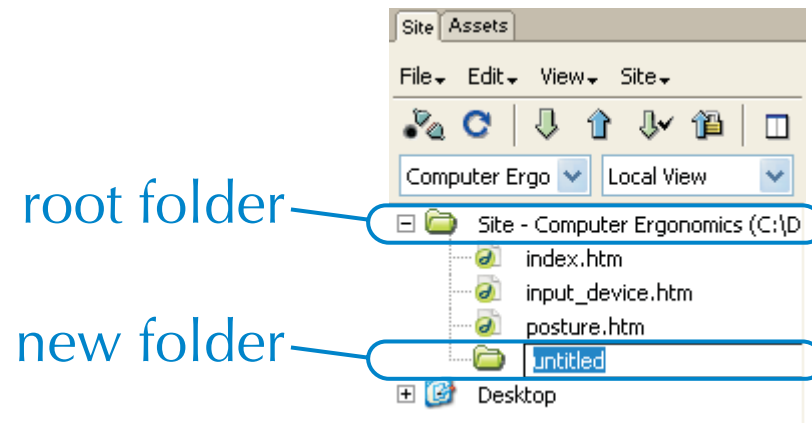 Site Assets
File Edit View Site
Computer Ergo Local View
root folder
Site - Computer Ergonomics (C:\D
index.htm
input_device.htm
posture.htm
new folder
untitled
Desktop